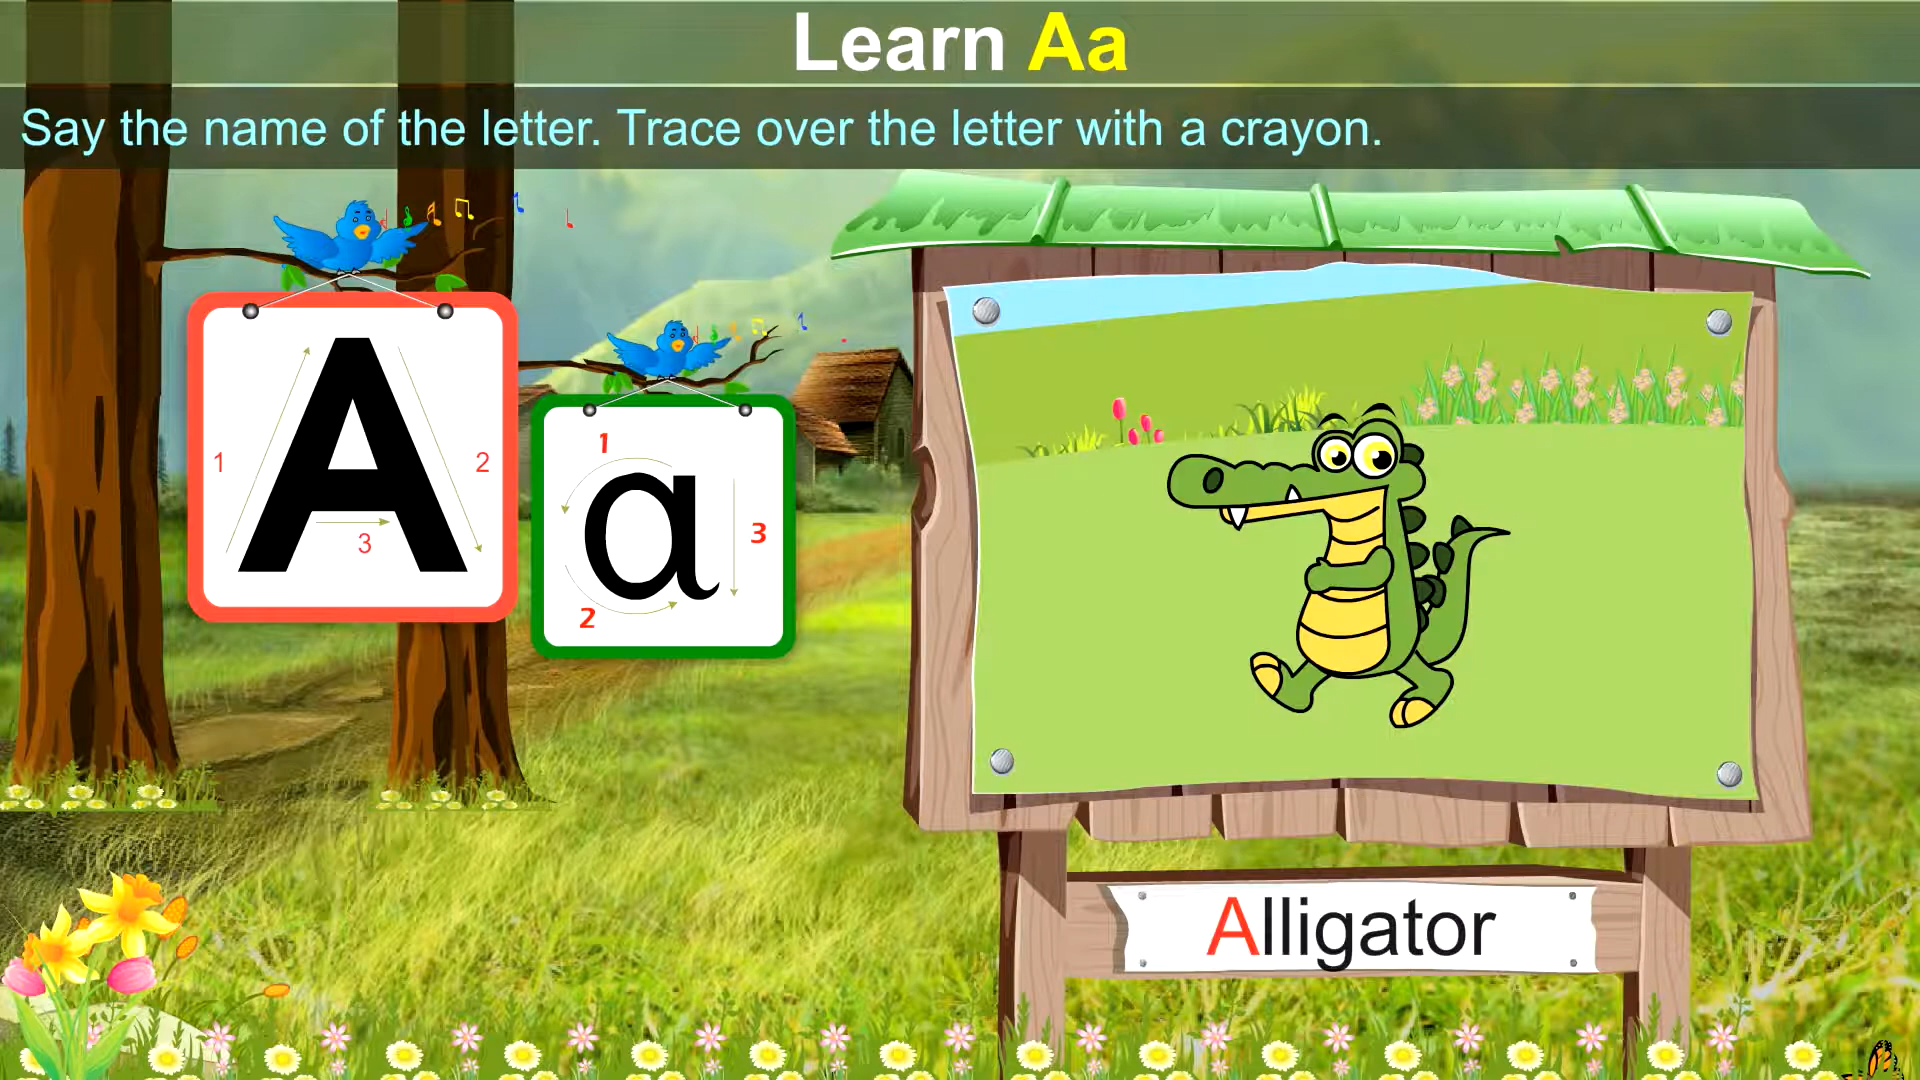 Learn Aa
Say the name of the letter. Trace over the letter with a crayon.
A
1
2
3
a
1
2
3
Alligator